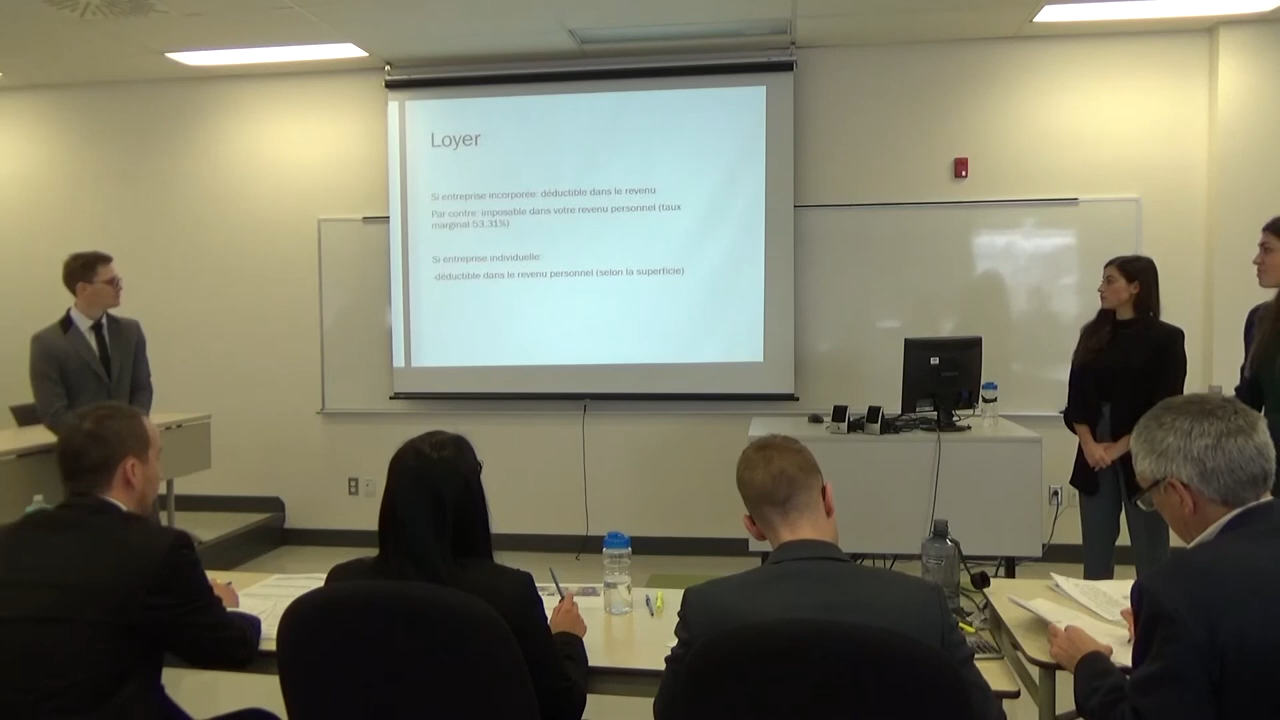 Loyer
Si entreprise incorporée: déductible dans le revenu
Par contre: imposable dans votre revenu personnel (taux
marginal 53.31%)
Si entreprise individuelle:
-déductible dans le revenu personnel (selon la superficie)